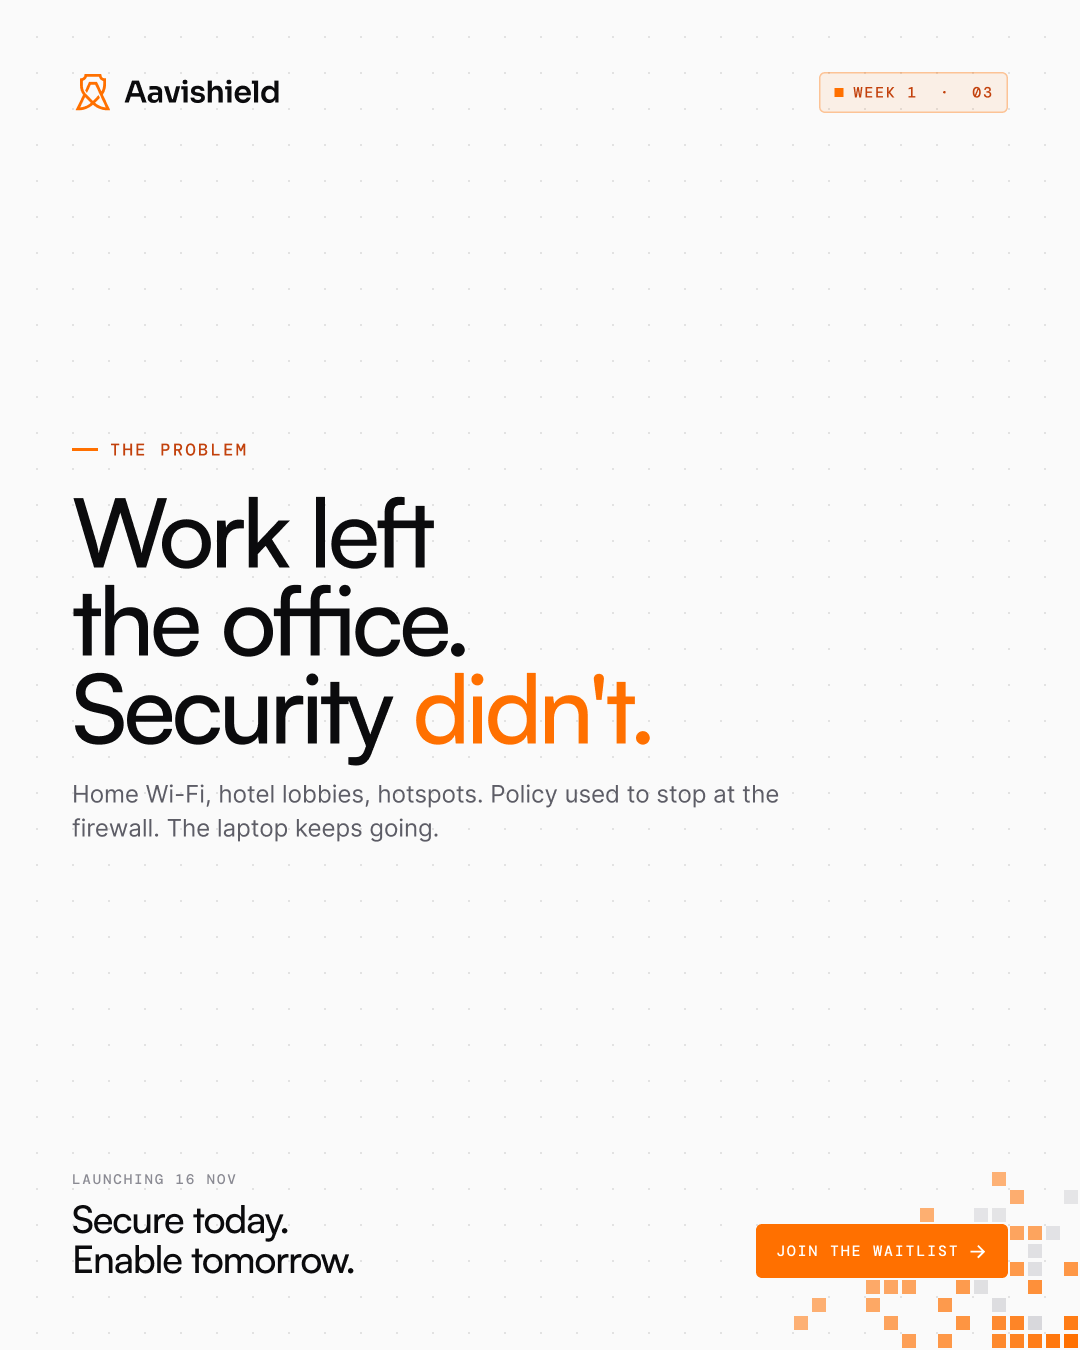 Aavishield
WEEK 1 · 03
THE PROBLEM
Work left
the office.
Security didn't.
Home Wi-Fi, hotel lobbies, hotspots. Policy used to stop at the
firewall. The laptop keeps going.
LAUNCHING 16 NOV
Secure today.
Enable tomorrow.
JOIN THE WAITLIST →